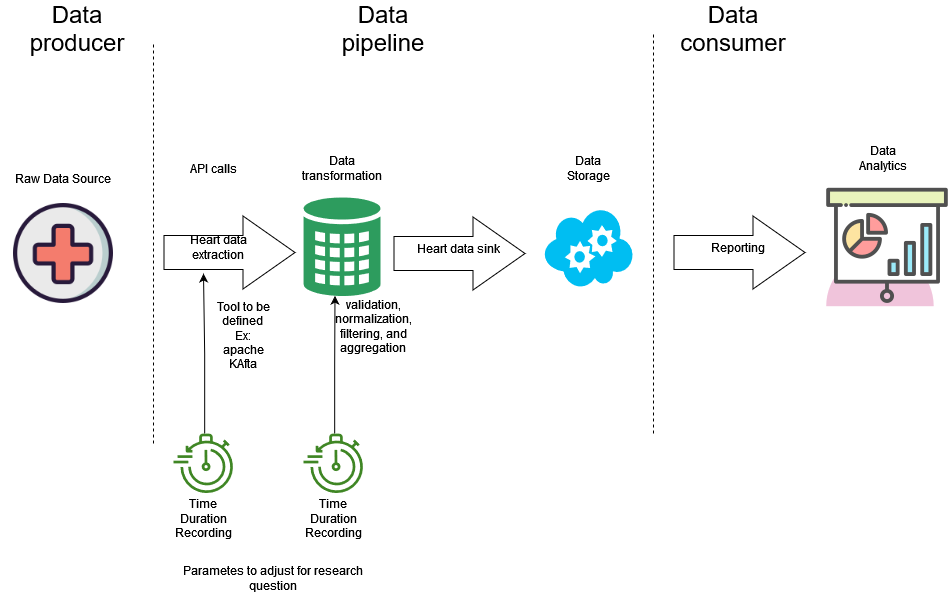 Data
producer
Data
pipeline
Data
consumer
Raw Data Source
API calls
Data
transformation
Data
Storage
Data
Analytics
Heart data
extraction
Heart data sink
Reporting
Tool to be
defined
Ex:
apache
KAfta
validation,
normalization,
filtering, and
aggregation
Time
Duration
Recording
Time
Duration
Recording
Parametes to adjust for research
question